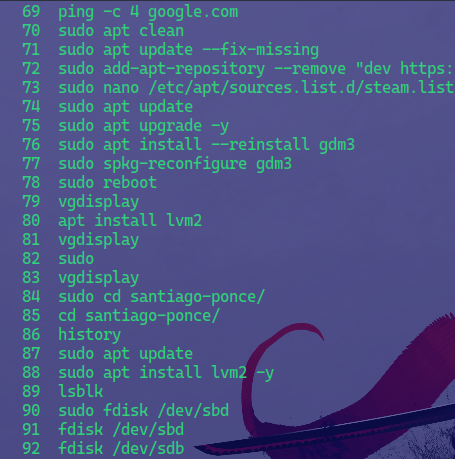 69 ping -c 4 google.com
70 sudo apt clean
71 sudo apt update --fix-missing
72 sudo add-apt-repository --remove "dev https:
73 sudo nano /etc/apt/sources.list.d/steam.list
74 sudo apt update
75 sudo apt upgrade -y
76 sudo apt install --reinstall gdm3
77 sudo spkg-reconfigure gdm3
78 sudo reboot
79 vgdisplay
80 apt install lvm2
81 vgdisplay
82 sudo
83 vgdisplay
84 sudo cd santiago-ponce/
85 cd santiago-ponce/
86 history
87 sudo apt update
88 sudo apt install lvm2 -y
89 lsblk
90 sudo fdisk /dev/sbd
91 fdisk /dev/sbd
92 fdisk /dev/sdb